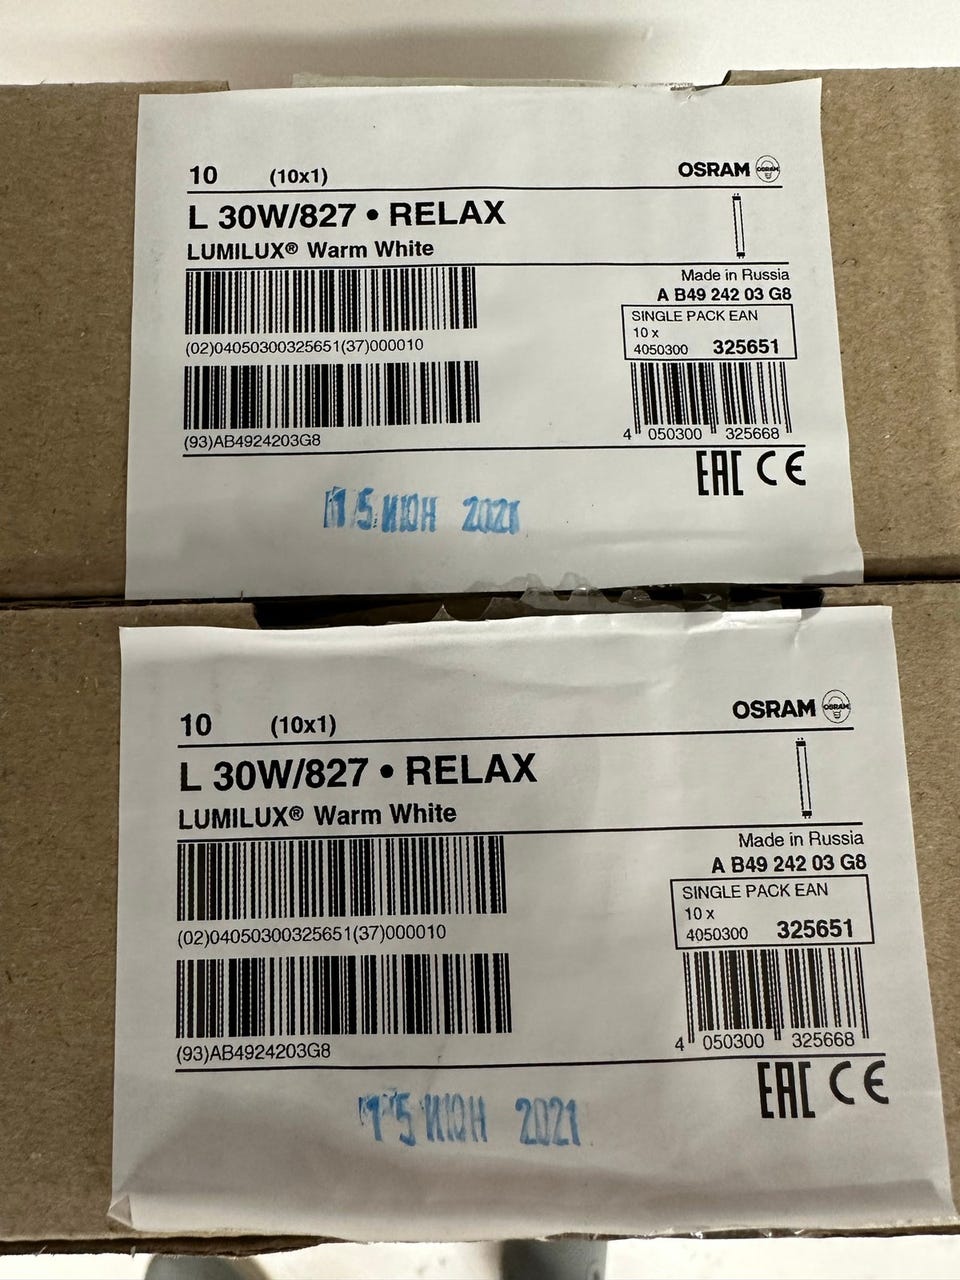 10 (10x1) OSRAM OSRAM
L 30W/827 • RELAX
LUMILUX® Warm White
Made in Russia
A B49 242 03 G8
SINGLE PACK EAN
10 x
4050300 325651
(02)04050300325651(37)000010
4 050300 325668
(93)AB4924203G8
EAC CE
15 ИЮН 2021
10 (10x1) OSRAM OSRAM
L 30W/827 • RELAX
LUMILUX® Warm White
Made in Russia
A B49 242 03 G8
SINGLE PACK EAN
10 x
4050300 325651
(02)04050300325651(37)000010
4 050300 325668
(93)AB4924203G8
EAC CE
15 ИЮН 2021